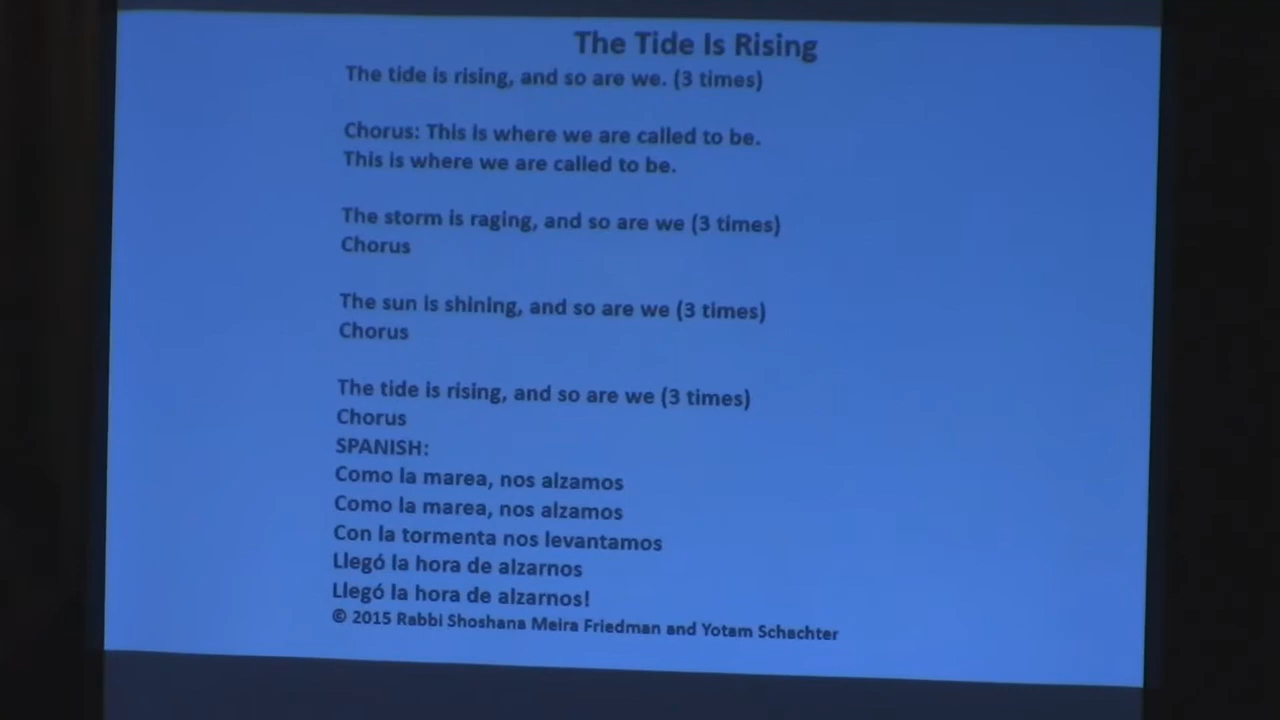 The Tide Is Rising
The tide is rising, and so are we. (3 times)
Chorus: This is where we are called to be.
This is where we are called to be.
The storm is raging, and so are we (3 times)
Chorus
The sun is shining, and so are we (3 times)
Chorus
The tide is rising, and so are we (3 times)
Chorus
SPANISH:
Como la marea, nos alzamos
Como la marea, nos alzamos
Con la tormenta nos levantamos
Llegó la hora de alzarnos
Llegó la hora de alzarnos!
© 2015 Rabbi Shoshana Meira Friedman and Yotam Schachter